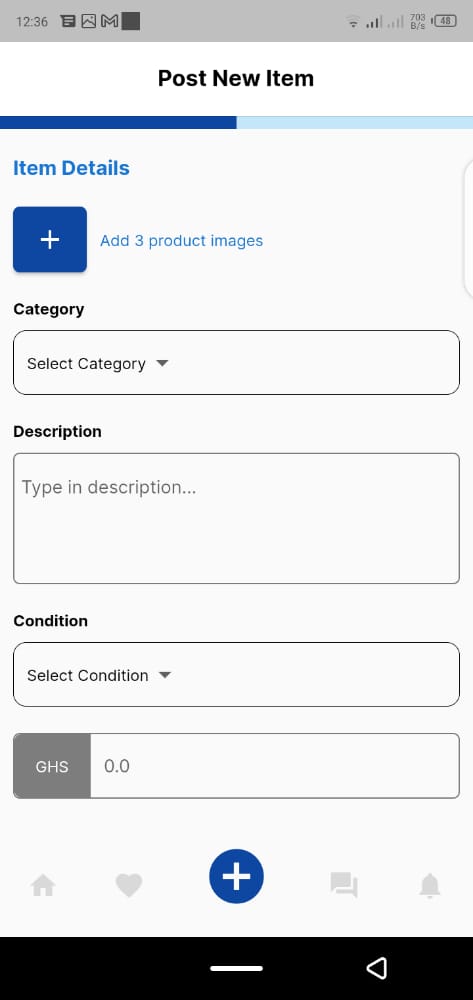 12:36
703
B/s
48
Post New Item
Item Details
Add 3 product images
Category
Select Category
Description
Type in description...
Condition
Select Condition
GHS 0.0